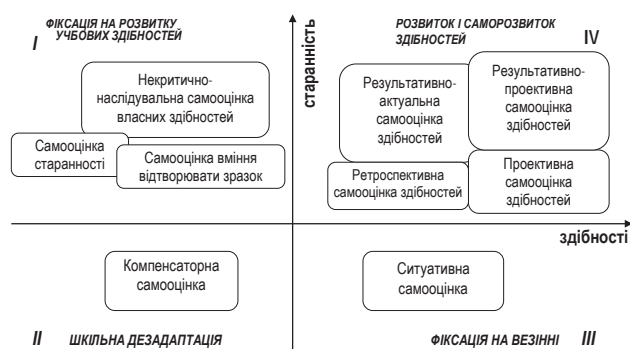 ФІКСАЦІЯ НА РОЗВИТКУ
УЧБОВИХ ЗДІБНОСТЕЙ
I
Некритично-
наслідувальна самооцінка
власних здібностей
Самооцінка
старанності
Самооцінка вміння
відтворювати зразок
старанність
РОЗВИТОК І САМОРОЗВИТОК
ЗДІБНОСТЕЙ
IV
Результативно-
актуальна
самооцінка
здібностей
Результативно-
проективна
самооцінка
здібностей
Ретроспективна
самооцінка здібностей
Проективна
самооцінка
здібностей
здібності
Компенсаторна
самооцінка
Ситуативна
самооцінка
II ШКІЛЬНА ДЕЗАДАПТАЦІЯ
ФІКСАЦІЯ НА ВЕЗІННІ III